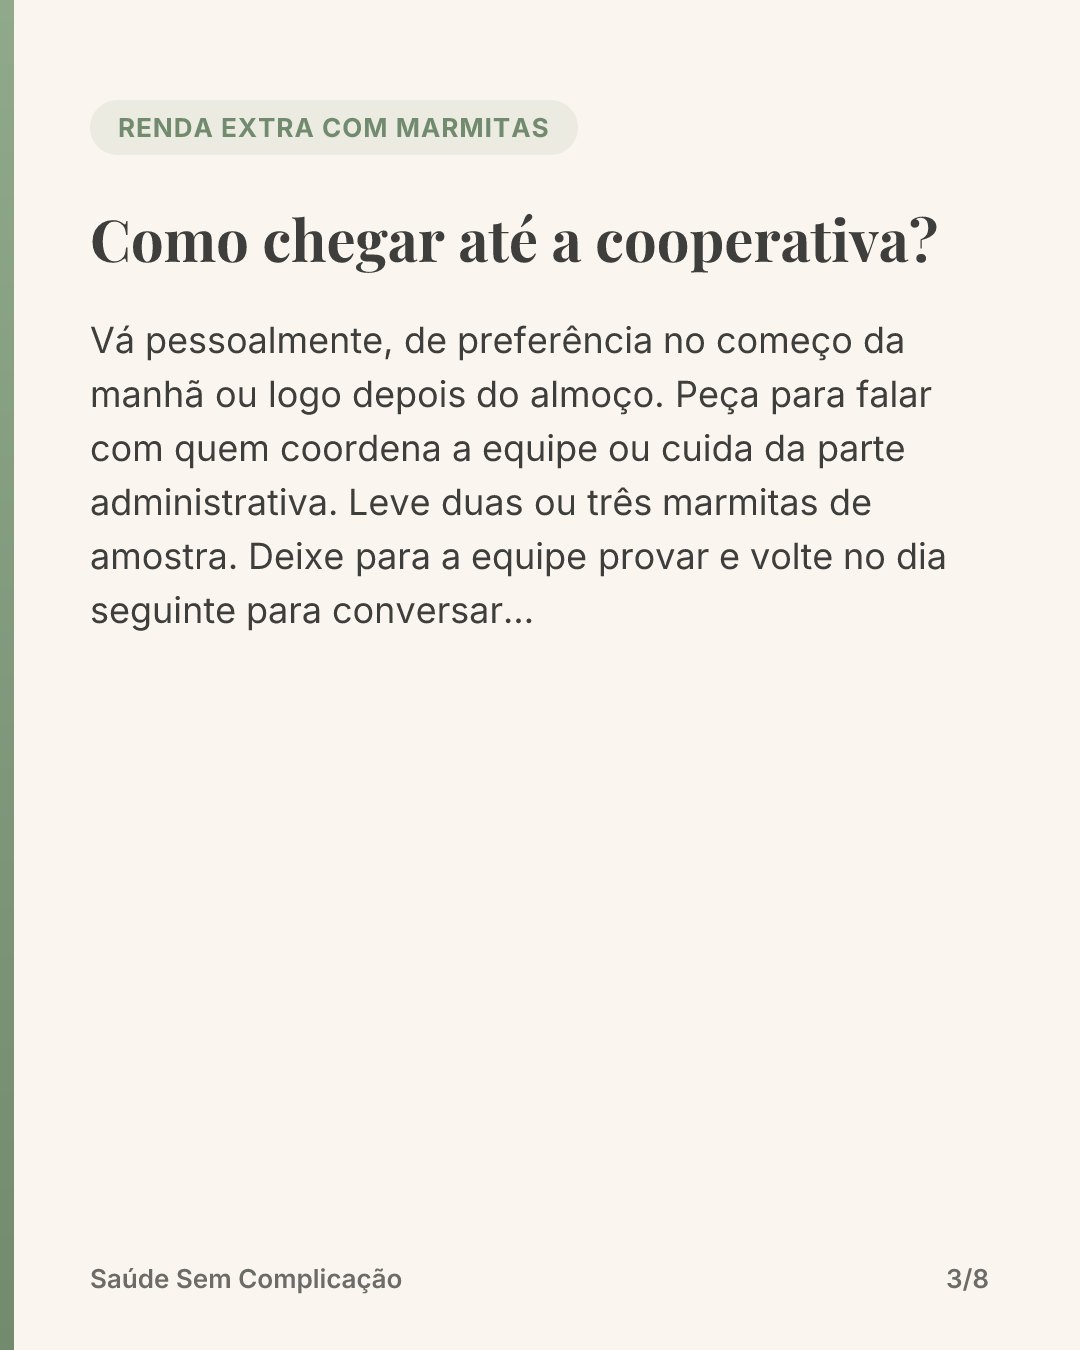 RENDA EXTRA COM MARMITAS
Como chegar até a cooperativa?
Vá pessoalmente, de preferência no começo da
manhã ou logo depois do almoço. Peça para falar
com quem coordena a equipe ou cuida da parte
administrativa. Leve duas ou três marmitas de
amostra. Deixe para a equipe provar e volte no dia
seguinte para conversar...
Saúde Sem Complicação
3/8